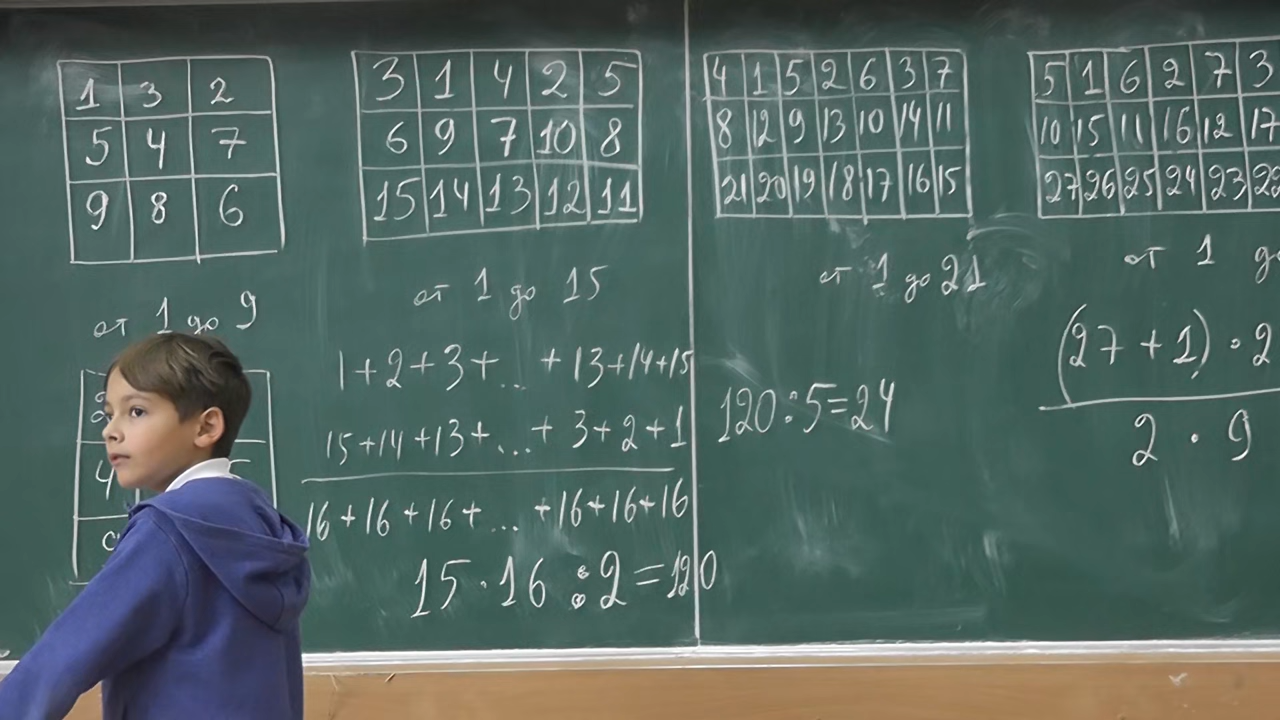 1 3 2
5 4 7
9 8 6
от 1 до 9
4
3 1 4 2 5
6 9 7 10 8
15 14 13 12 11
от 1 до 15
1+2+3+...+13+14+15
15+14+13+...+3+2+1
16+16+16+...+16+16+16
15·16:2=120
4 1 5 2 6 3 7
8 12 9 13 10 14 11
21 20 19 18 17 16 15
от 1 до 21
120:5=24
5 1 6 2 7 3
10 15 11 16 12 17
27 26 25 24 23 22
от 1 до
(27+1)·2
2·9